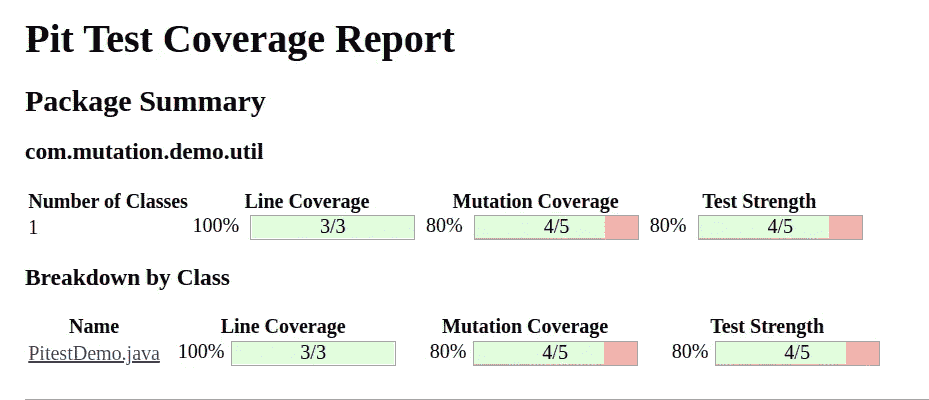 Pit Test Coverage Report
Package Summary
com.mutation.demo.util
Number of Classes Line Coverage Mutation Coverage Test Strength
1 100% 3/3 80% 4/5 80% 4/5
Breakdown by Class
Name Line Coverage Mutation Coverage Test Strength
PitestDemo.java 100% 3/3 80% 4/5 80% 4/5